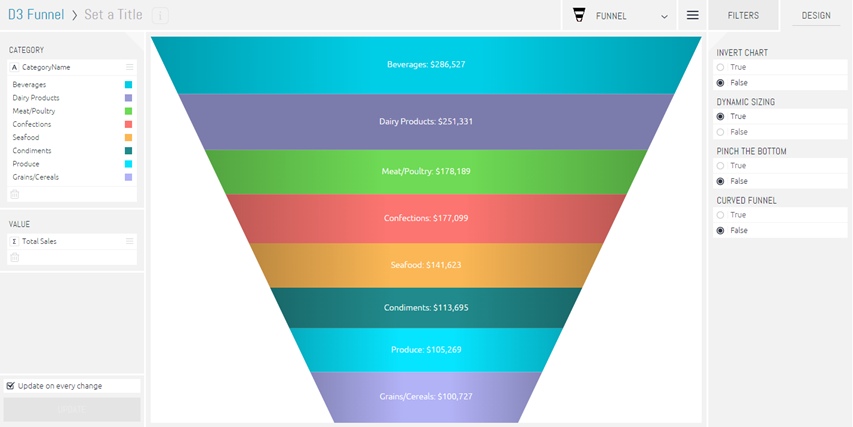 D3 Funnel > Set a Title i
FUNNEL
FILTERS
DESIGN
CATEGORY
A CategoryName
Beverages
Dairy Products
Meat/Poultry
Confections
Seafood
Condiments
Produce
Grains/Cereals
VALUE
Σ Total Sales
Update on every change
Beverages: $286,527
Dairy Products: $251,331
Meat/Poultry: $178,189
Confections: $177,099
Seafood: $141,623
Condiments: $113,695
Produce: $105,269
Grains/Cereals: $100,727
INVERT CHART
True
False
DYNAMIC SIZING
True
False
PINCH THE BOTTOM
True
False
CURVED FUNNEL
True
False